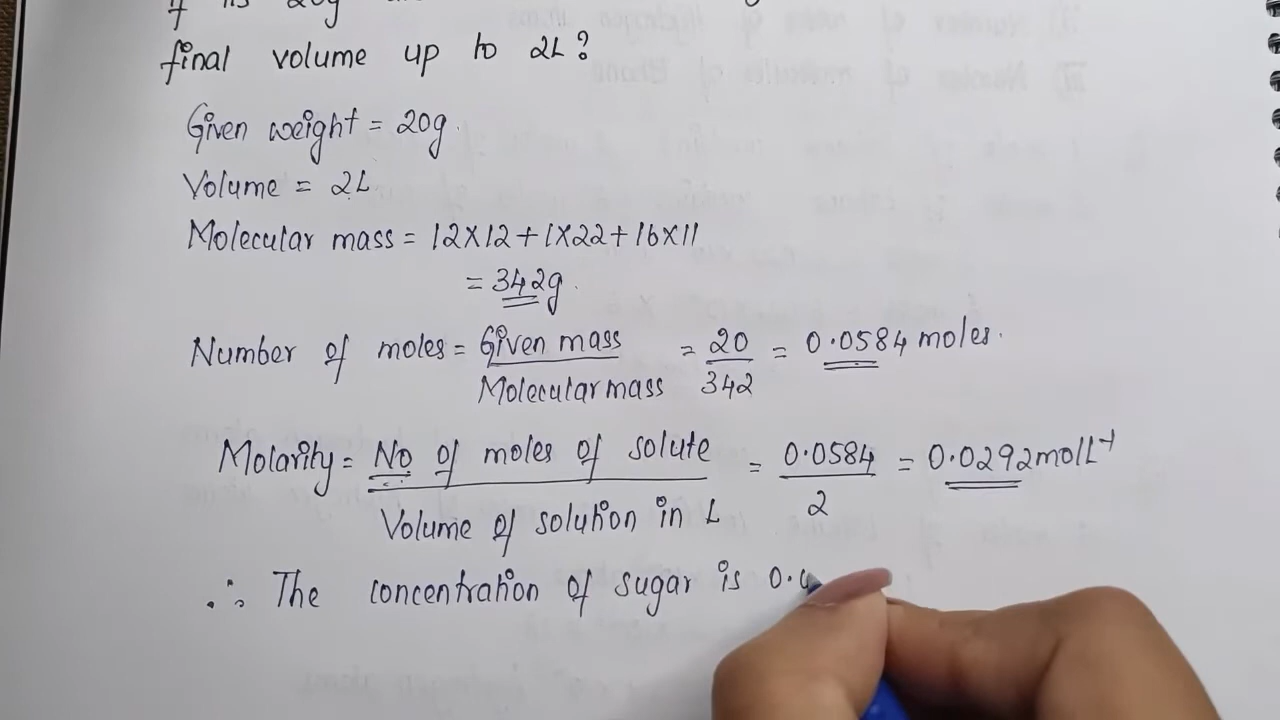 20g
final volume up to 2L?
Given weight = 20g.
Volume = 2L
Molecular mass = 12×12+1×22+16×11
= 342g.
Number of moles = Given mass / Molecular mass = 20 / 342 = 0.0584 moles.
Molarity = No of moles of solute / Volume of solution in L = 0.0584 / 2 = 0.0292 mol L⁻¹
∴ The concentration of sugar is 0.